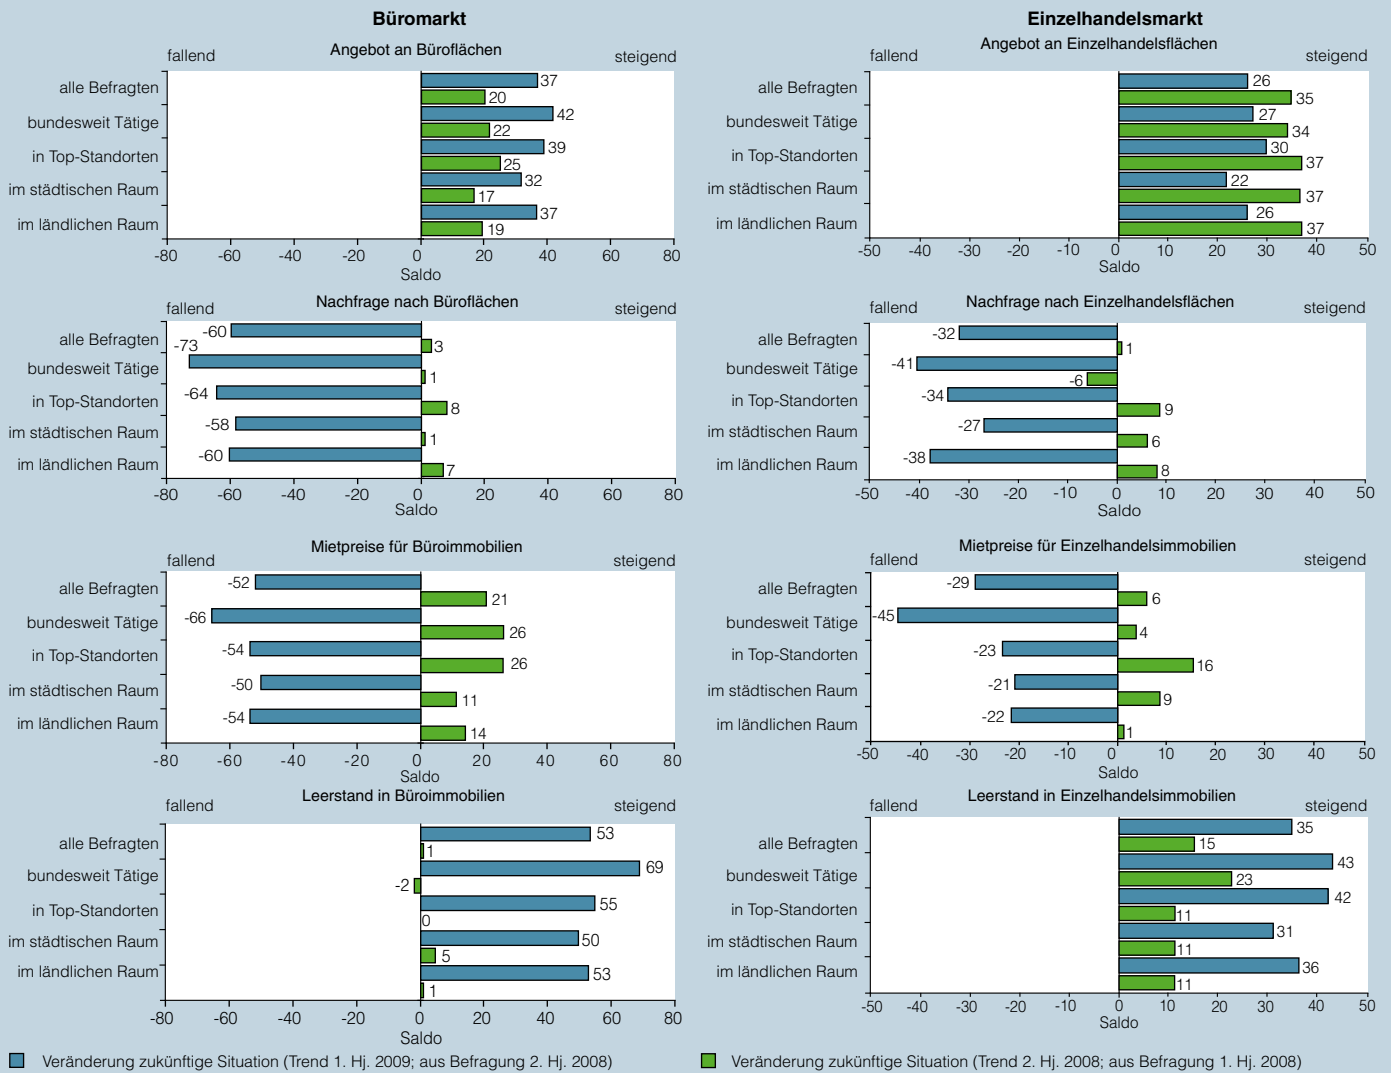 Büromarkt
Angebot an Büroflächen
fallend steigend
alle Befragten 37
20
bundesweit Tätige 42
22
in Top-Standorten 39
25
im städtischen Raum 32
17
im ländlichen Raum 37
19
-80 -60 -40 -20 0 20 40 60 80
Saldo
Nachfrage nach Büroflächen
fallend steigend
alle Befragten -60
3
bundesweit Tätige -73
1
in Top-Standorten -64
8
im städtischen Raum -58
1
im ländlichen Raum -60
7
-80 -60 -40 -20 0 20 40 60 80
Saldo
Mietpreise für Büroimmobilien
fallend steigend
alle Befragten -52
21
bundesweit Tätige -66
26
in Top-Standorten -54
26
im städtischen Raum -50
11
im ländlichen Raum -54
14
-80 -60 -40 -20 0 20 40 60 80
Saldo
Leerstand in Büroimmobilien
fallend steigend
alle Befragten 53
1
bundesweit Tätige 69
-2
in Top-Standorten 55
0
im städtischen Raum 50
5
im ländlichen Raum 53
1
-80 -60 -40 -20 0 20 40 60 80
Saldo
Einzelhandelsmarkt
Angebot an Einzelhandelsflächen
fallend steigend
alle Befragten 26
35
bundesweit Tätige 27
34
in Top-Standorten 30
37
im städtischen Raum 22
37
im ländlichen Raum 26
37
-50 -40 -30 -20 -10 0 10 20 30 40 50
Saldo
Nachfrage nach Einzelhandelsflächen
fallend steigend
alle Befragten -32
1
bundesweit Tätige -41
-6
in Top-Standorten -34
9
im städtischen Raum -27
6
im ländlichen Raum -38
8
-50 -40 -30 -20 -10 0 10 20 30 40 50
Saldo
Mietpreise für Einzelhandelsimmobilien
fallend steigend
alle Befragten -29
6
bundesweit Tätige -45
4
in Top-Standorten -23
16
im städtischen Raum -21
9
im ländlichen Raum -22
1
-50 -40 -30 -20 -10 0 10 20 30 40 50
Saldo
Leerstand in Einzelhandelsimmobilien
fallend steigend
alle Befragten 35
15
bundesweit Tätige 43
23
in Top-Standorten 42
11
im städtischen Raum 31
11
im ländlichen Raum 36
11
-50 -40 -30 -20 -10 0 10 20 30 40 50
Saldo
Veränderung zukünftige Situation (Trend 1. Hj. 2009; aus Befragung 2. Hj. 2008)
Veränderung zukünftige Situation (Trend 2. Hj. 2008; aus Befragung 1. Hj. 2008)